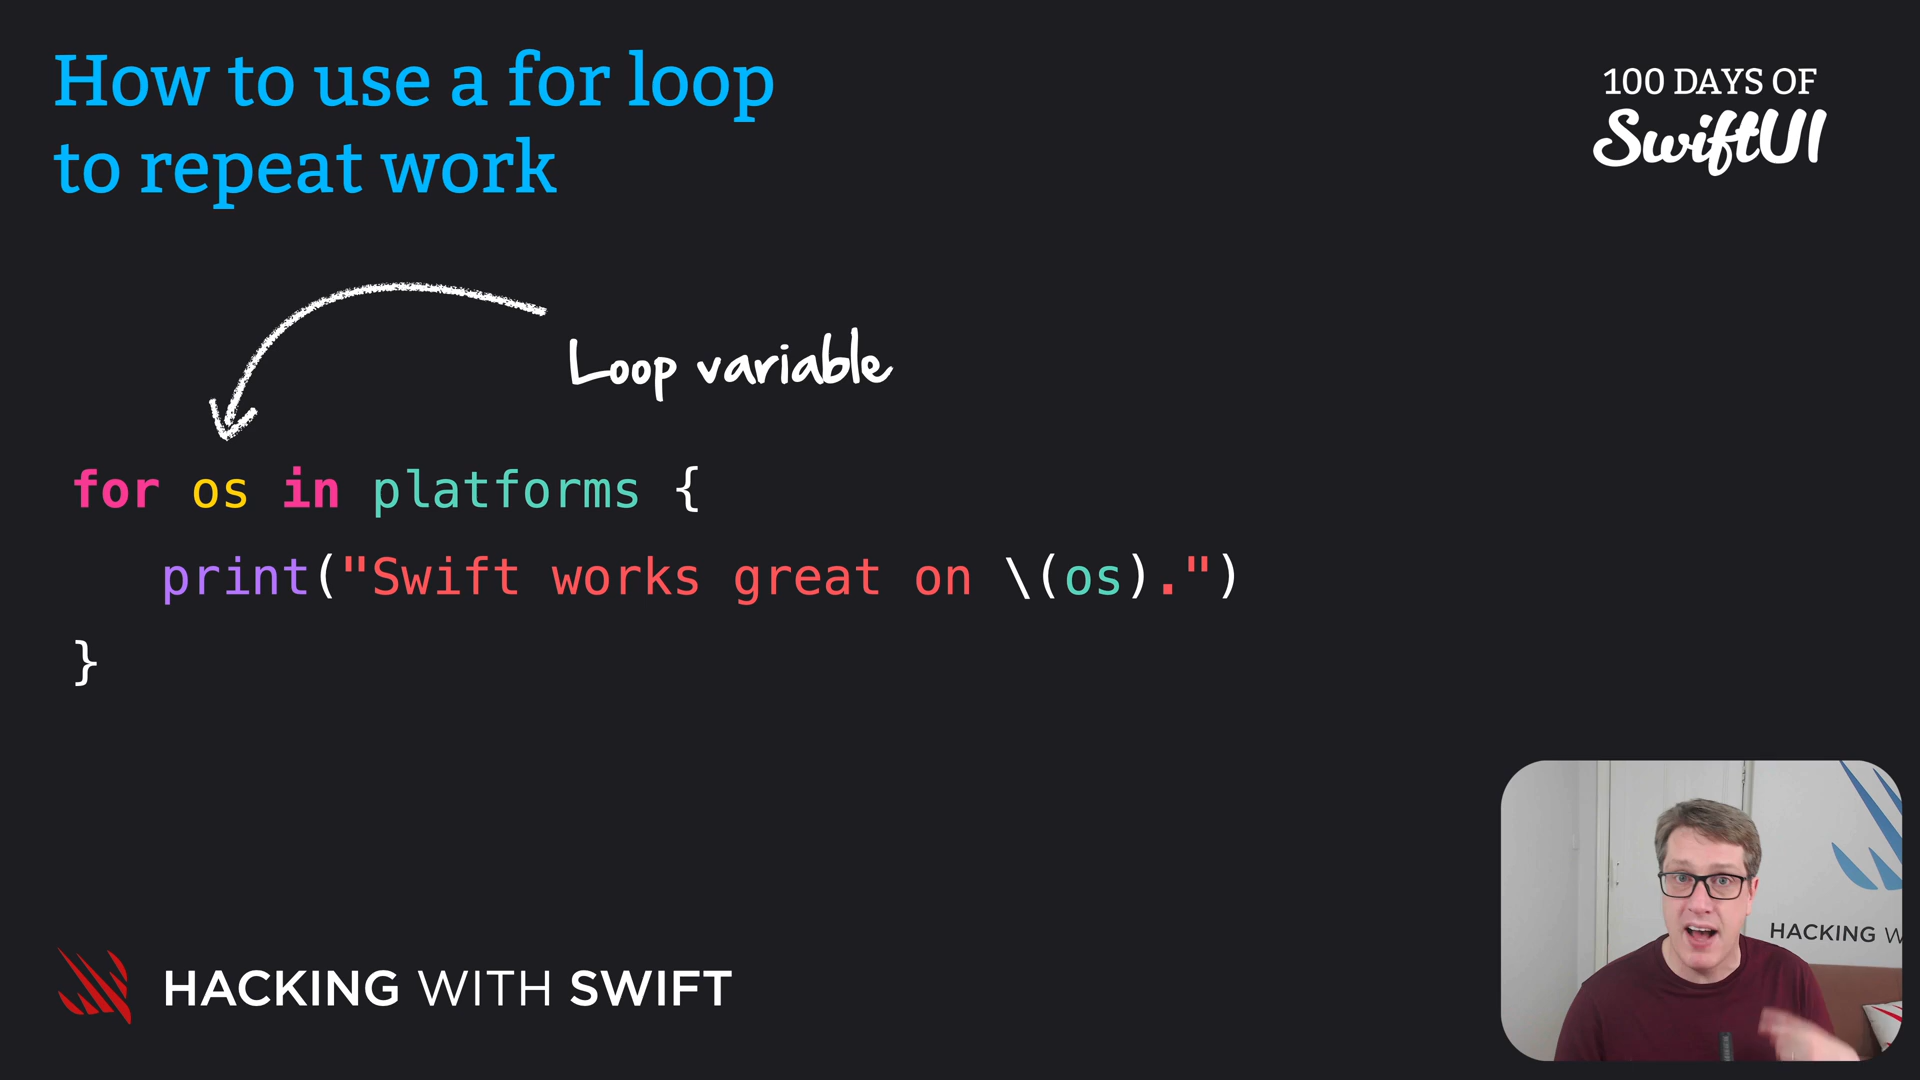 How to use a for loop
to repeat work
100 DAYS OF
SwiftUI
Loop variable
for os in platforms {
print("Swift works great on \(os).")
}
HACKING WITH SWIFT
HACKING W